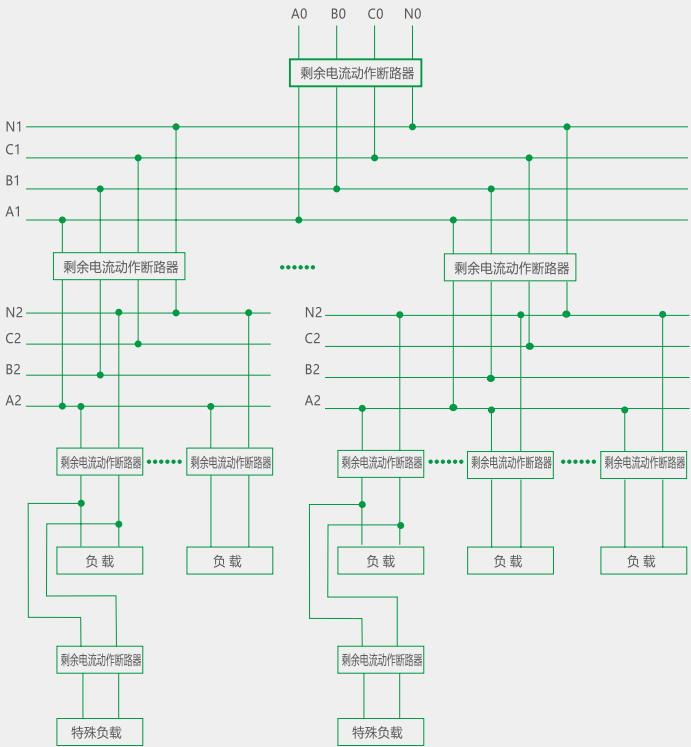 A0 B0 C0 N0
剩余电流动作断路器
N1
C1
B1
A1
剩余电流动作断路器 剩余电流动作断路器
N2 N2
C2 C2
B2 B2
A2 A2
剩余电流动作断路器 剩余电流动作断路器 剩余电流动作断路器 剩余电流动作断路器 剩余电流动作断路器
负载 负载 负载 负载 负载
剩余电流动作断路器 剩余电流动作断路器
特殊负载 特殊负载